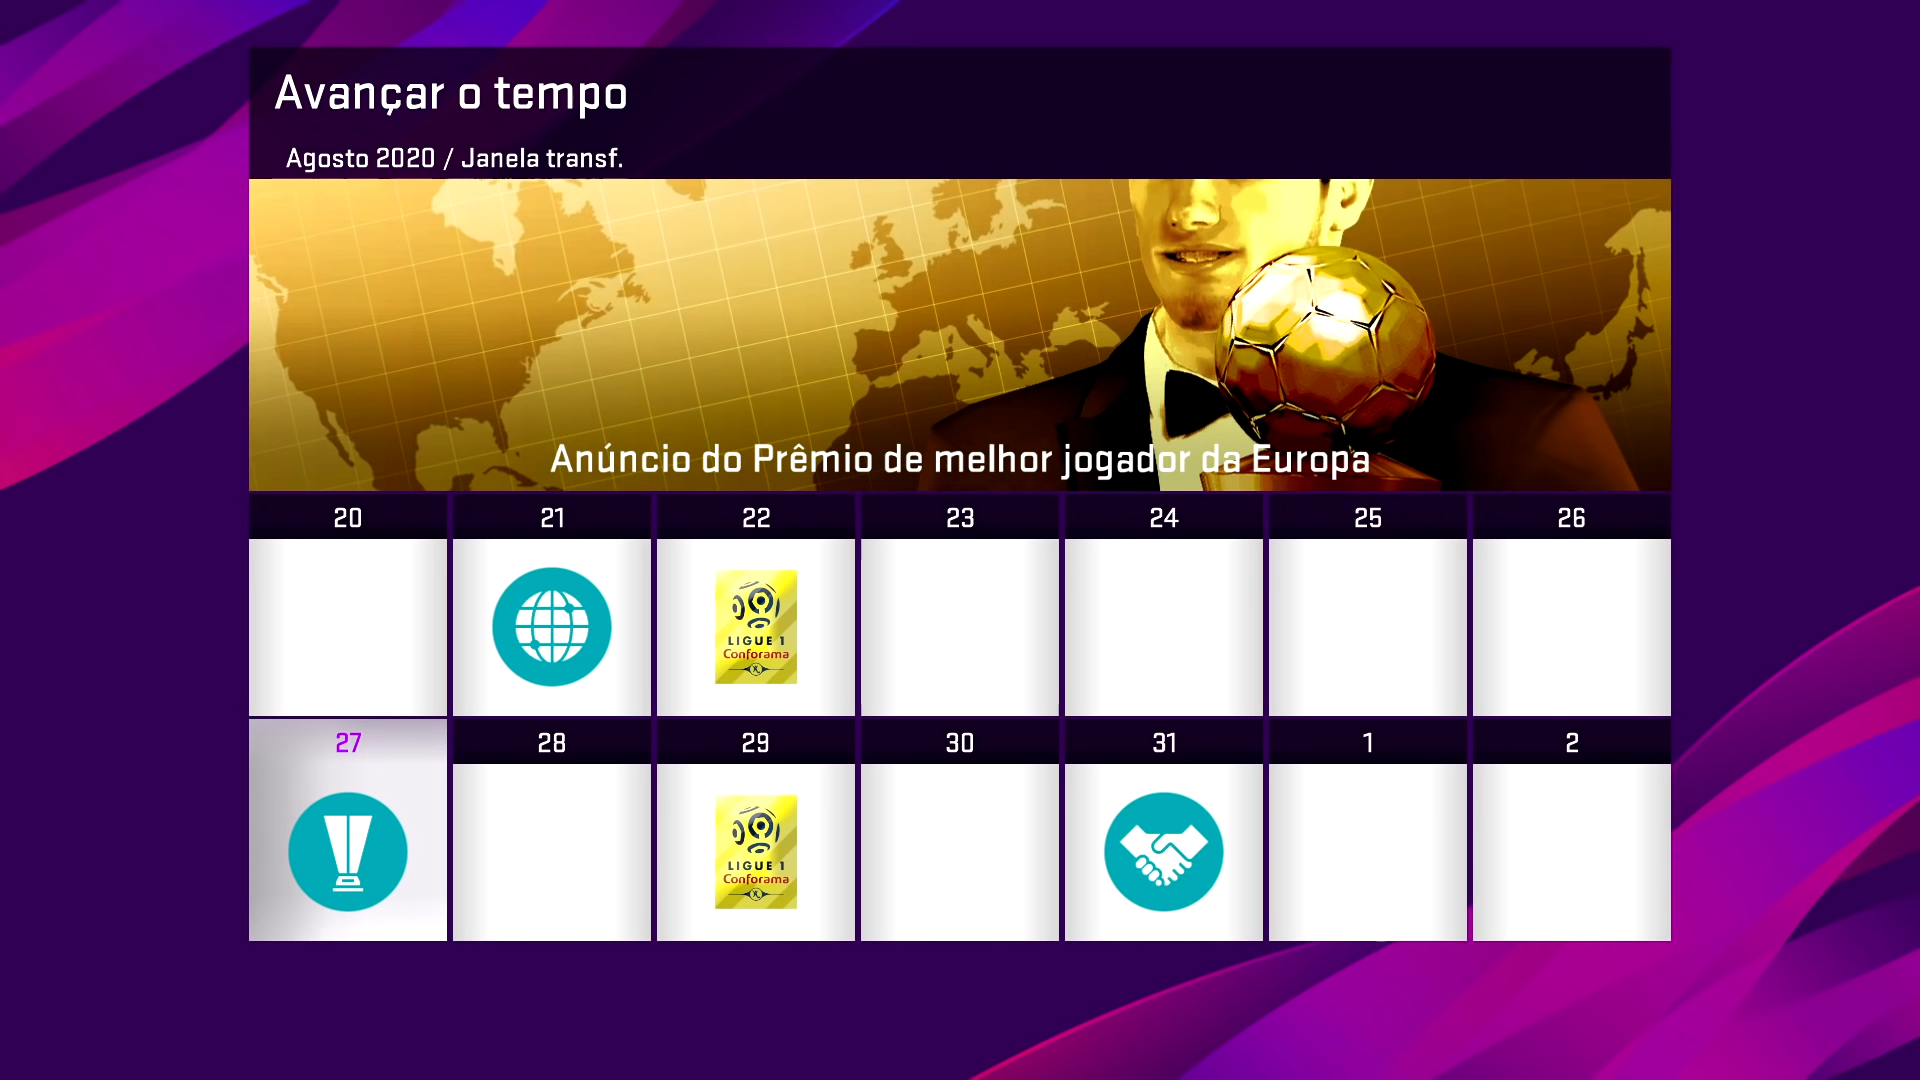 Avançar o tempo
Agosto 2020 / Janela transf.
Anúncio do Prêmio de melhor jogador da Europa
20 21 22 23 24 25 26
LIGUE 1
Conforama
27 28 29 30 31 1 2
LIGUE 1
Conforama